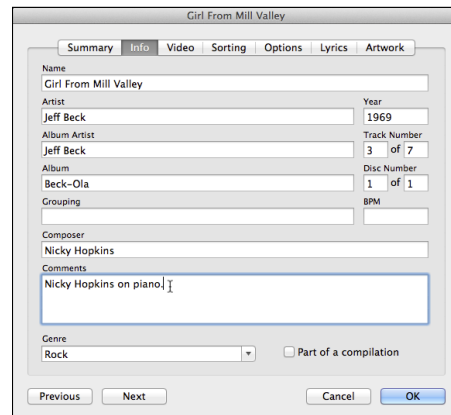 Girl From Mill Valley
Summary Info Video Sorting Options Lyrics Artwork
Name
Girl From Mill Valley
Artist Year
Jeff Beck 1969
Album Artist Track Number
Jeff Beck 3 of 7
Album Disc Number
Beck-Ola 1 of 1
Grouping BPM
Composer
Nicky Hopkins
Comments
Nicky Hopkins on piano.
Genre
Rock Part of a compilation
Previous Next Cancel OK